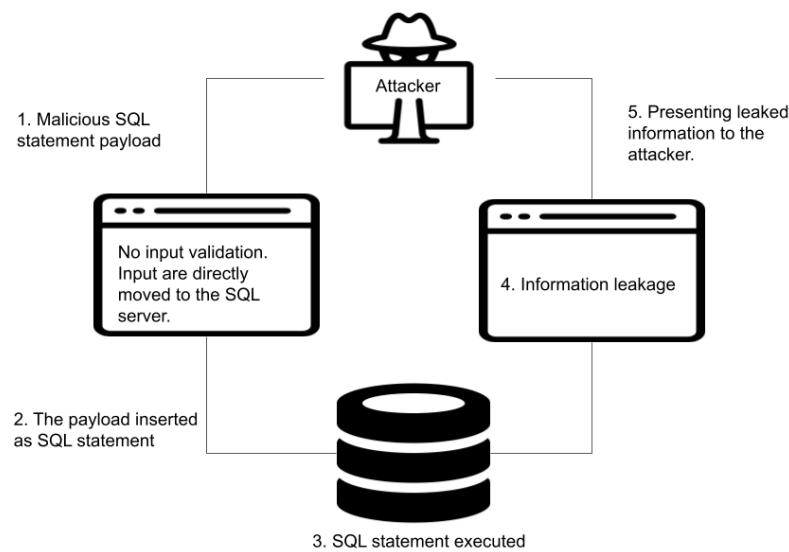 Attacker
1. Malicious SQL
statement payload
5. Presenting leaked
information to the
attacker.
No input validation.
Input are directly
moved to the SQL
server.
4. Information leakage
2. The payload inserted
as SQL statement
3. SQL statement executed